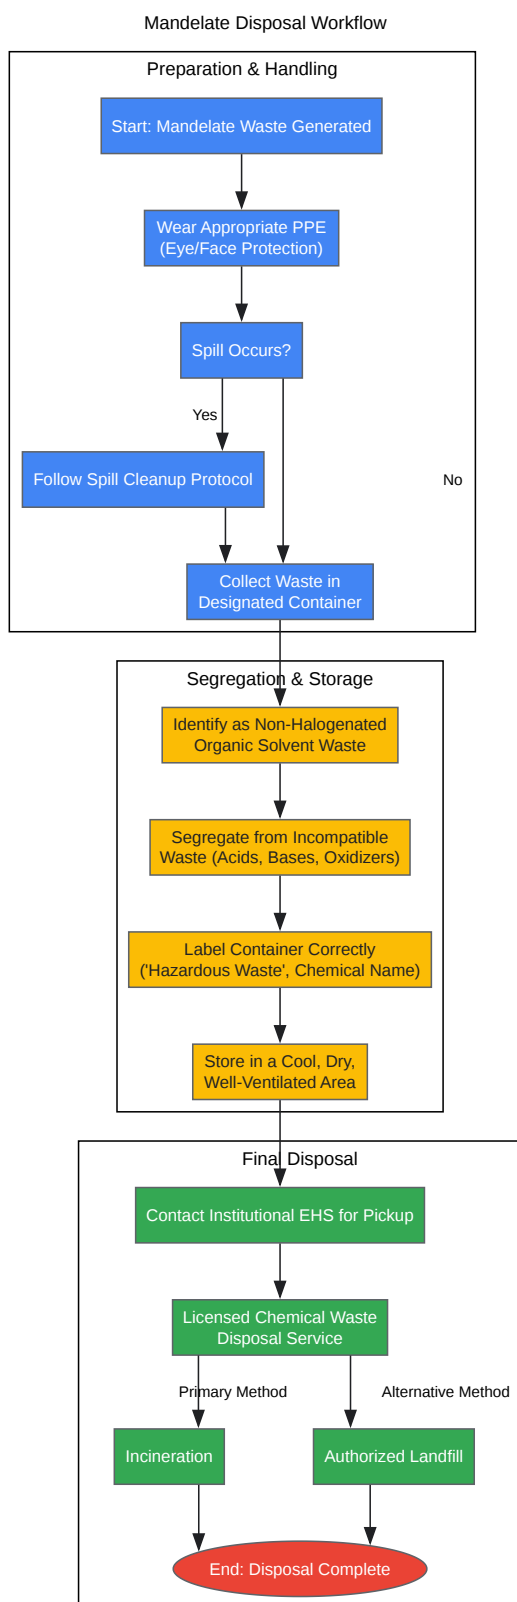 Mandelate Disposal Workflow
Preparation & Handling
Start: Mandelate Waste Generated
Wear Appropriate PPE
(Eye/Face Protection)
Spill Occurs?
Yes
Follow Spill Cleanup Protocol
No
Collect Waste in
Designated Container
Segregation & Storage
Identify as Non-Halogenated
Organic Solvent Waste
Segregate from Incompatible
Waste (Acids, Bases, Oxidizers)
Label Container Correctly
('Hazardous Waste', Chemical Name)
Store in a Cool, Dry,
Well-Ventilated Area
Final Disposal
Contact Institutional EHS for Pickup
Licensed Chemical Waste
Disposal Service
Primary Method
Alternative Method
Incineration
Authorized Landfill
End: Disposal Complete